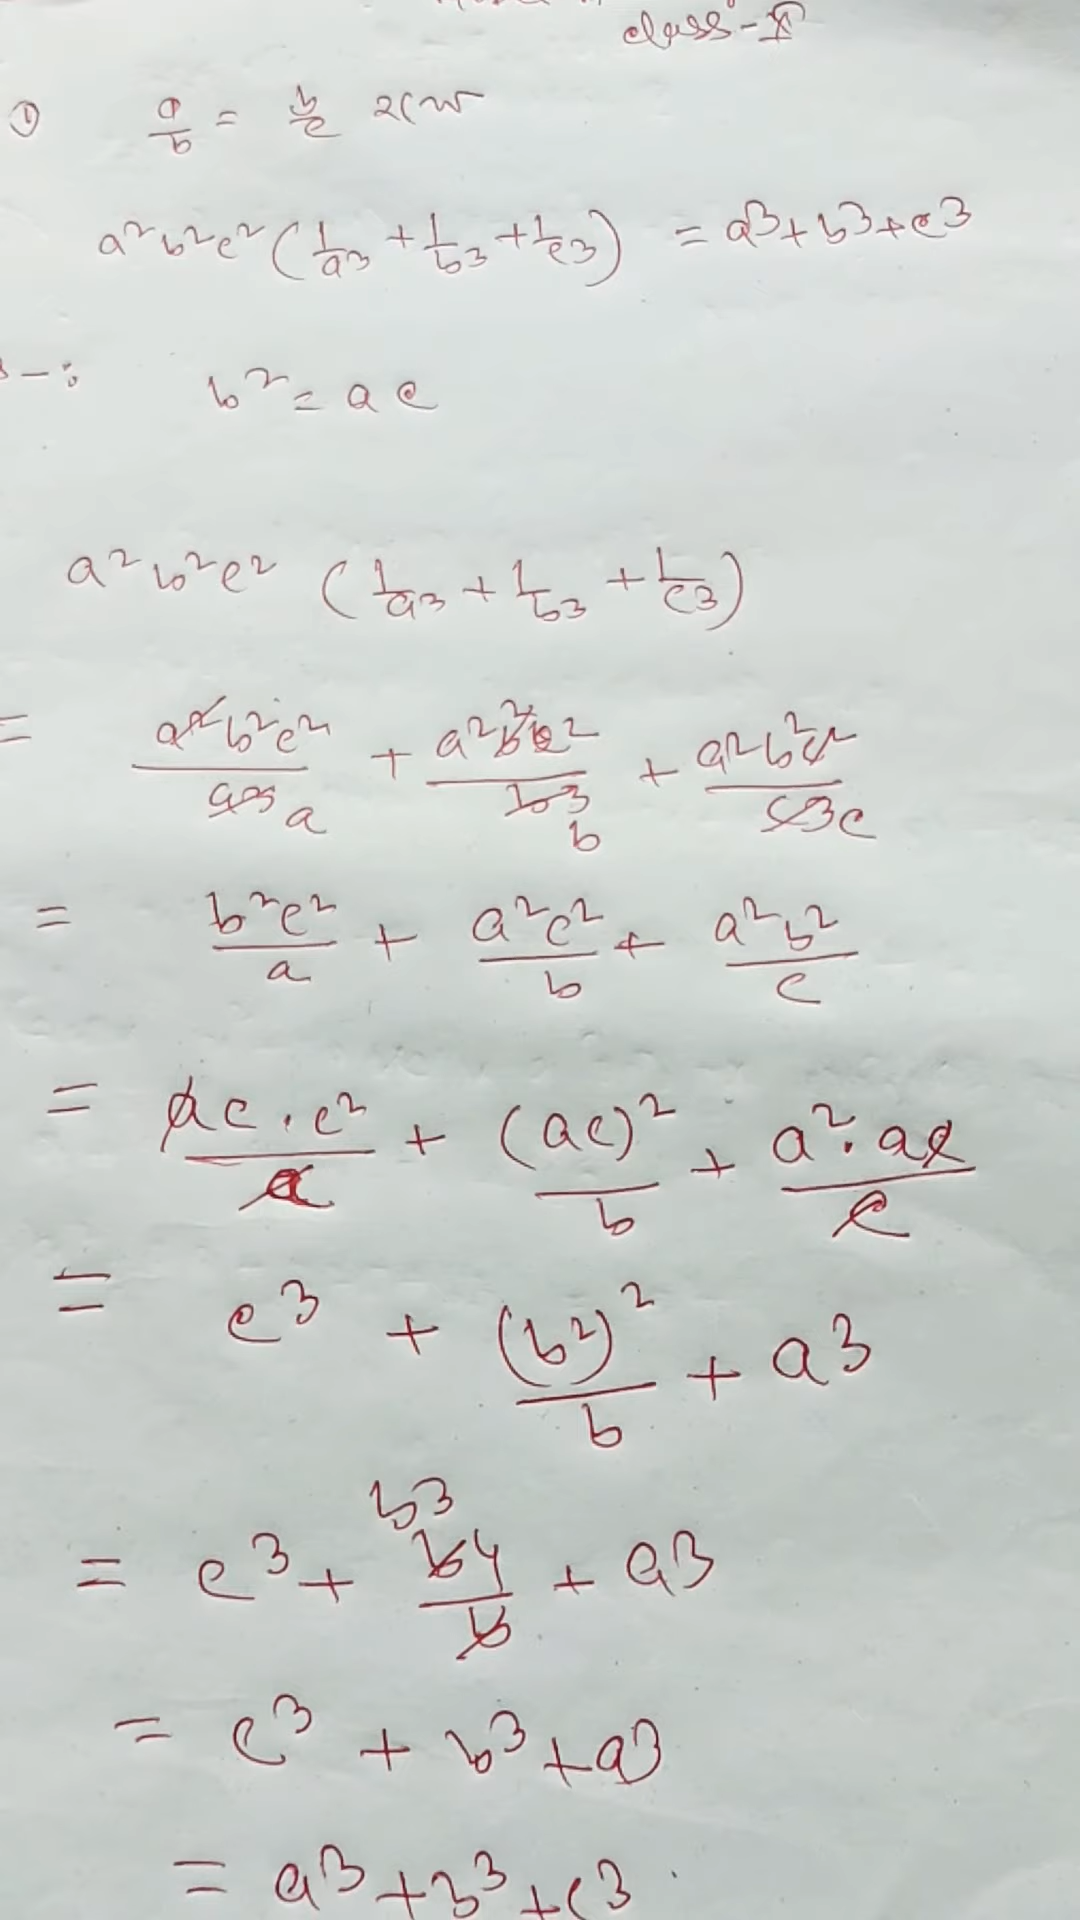 class - X
① a/b = b/c হলে
a²b²c² (1/a³ + 1/b³ + 1/c³) = a³ + b³ + c³
b² = ac
a²b²c² (1/a³ + 1/b³ + 1/c³)
= a²b²c²/a³ a + a²b²c²/b³ b + a²b²c²/c³ c
= b²c²/a + a²c²/b + a²b²/c
= ac . c²/a + (ac)²/b + a² . ac/c
= c³ + (b²)²/b + a³
= c³ + b³ b4/b + a³
= c³ + b³ + a³
= a³ + b³ + c³